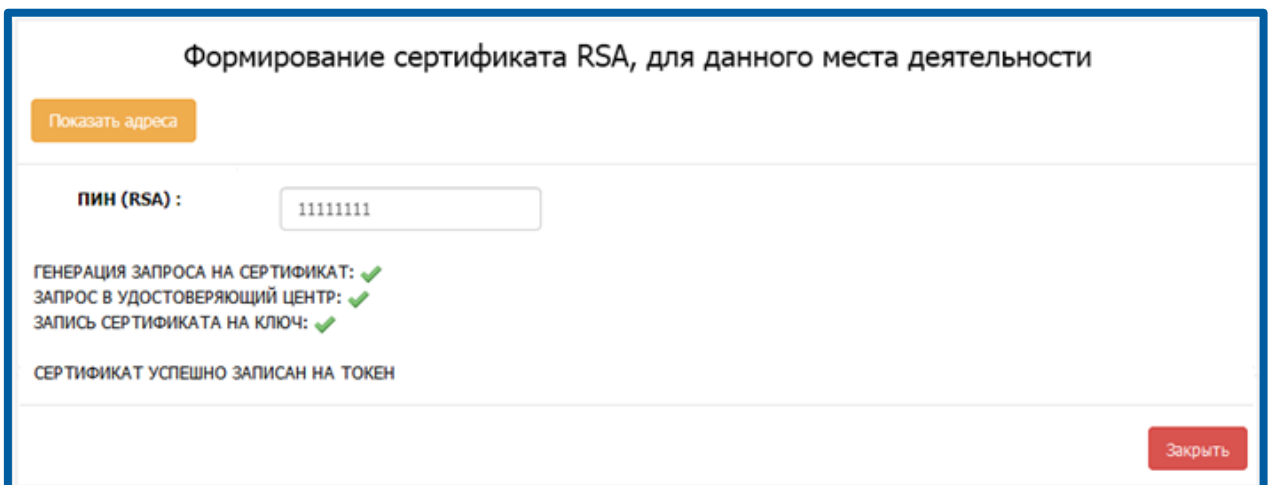 Формирование сертификата RSA, для данного места деятельности
Показать адреса
ПИН (RSA) :
11111111
ГЕНЕРАЦИЯ ЗАПРОСА НА СЕРТИФИКАТ:
ЗАПРОС В УДОСТОВЕРЯЮЩИЙ ЦЕНТР:
ЗАПИСЬ СЕРТИФИКАТА НА КЛЮЧ:
СЕРТИФИКАТ УСПЕШНО ЗАПИСАН НА ТОКЕН
Закрыть